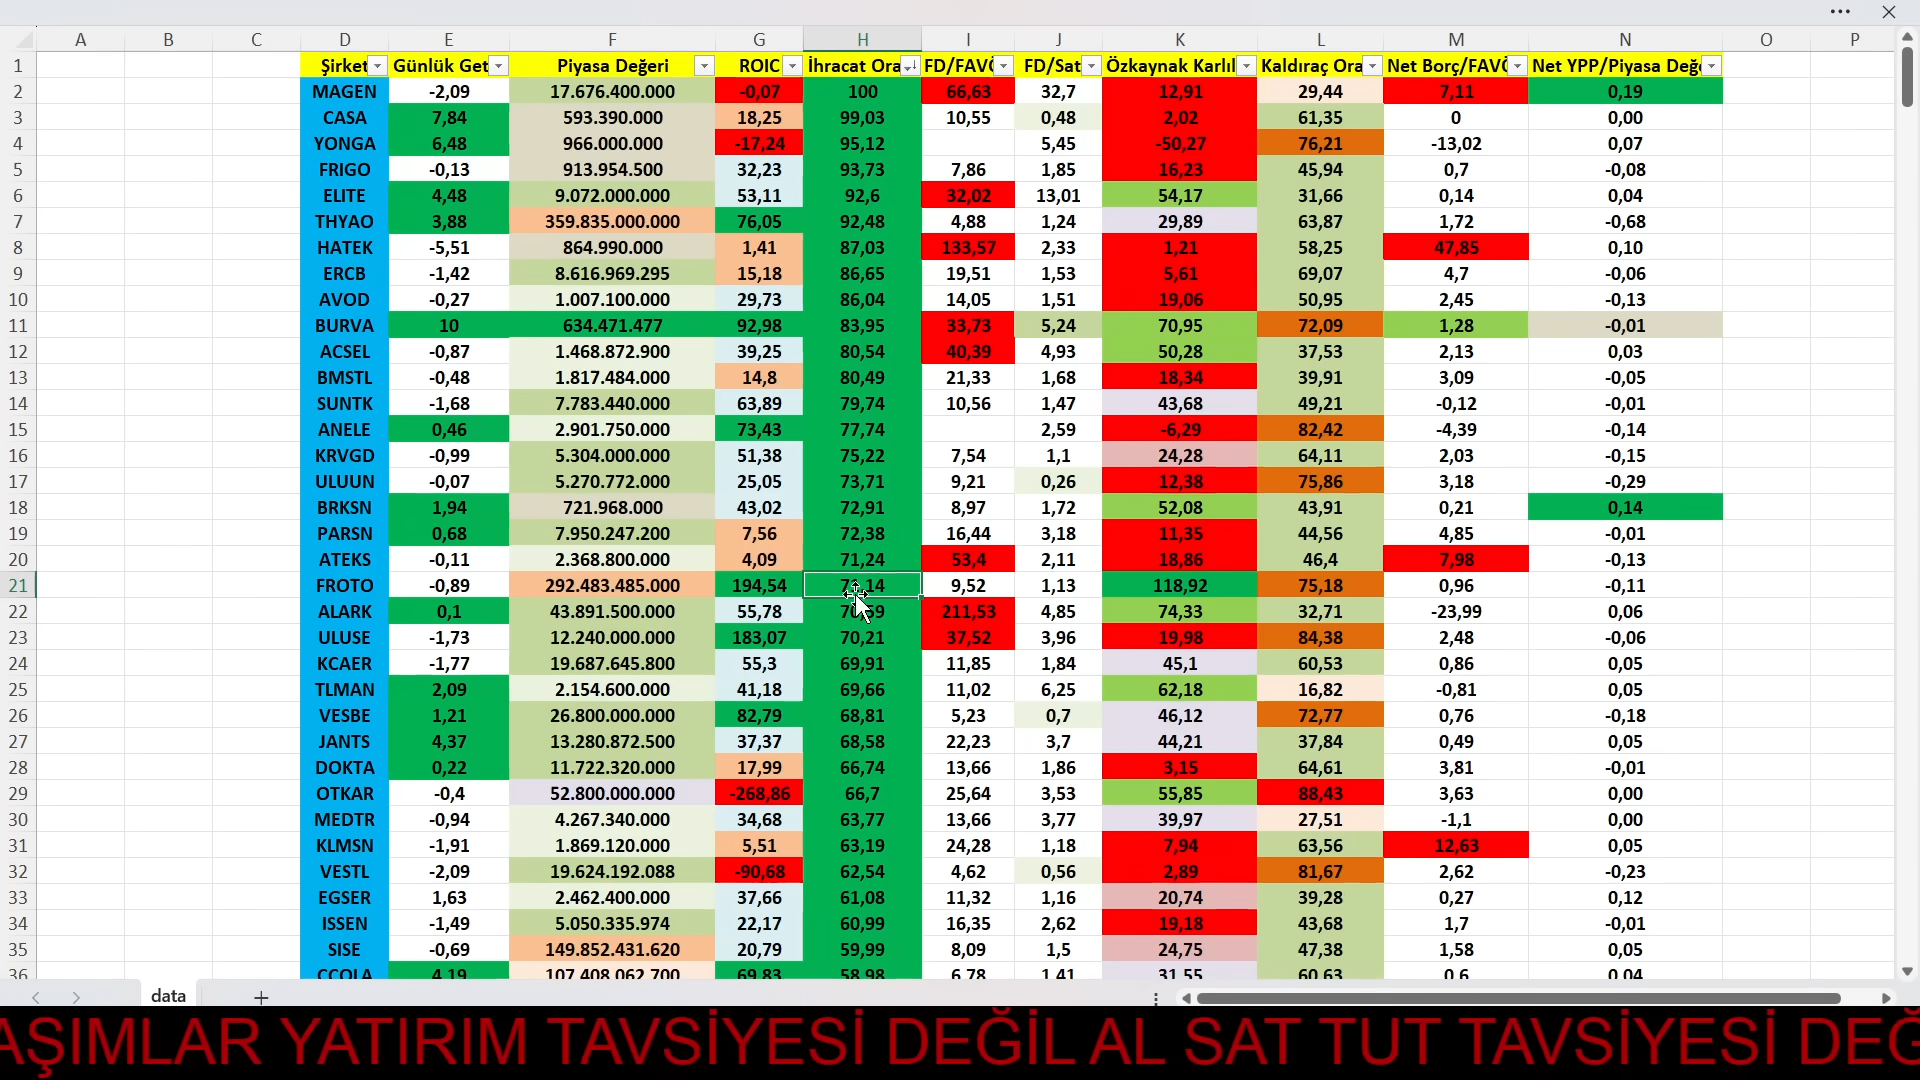 A B C D E F G H I J K L M N O P
1 Şirket Günlük Get Piyasa Değeri ROIC İhracat Ora FD/FAVÖ FD/Sat Özkaynak Karlıl Kaldıraç Ora Net Borç/FAVÖ Net YPP/Piyasa Değe
2 MAGEN -2,09 17.676.400.000 -0,07 100 66,63 32,7 12,91 29,44 7,11 0,19
3 CASA 7,84 593.390.000 18,25 99,03 10,55 0,48 2,02 61,35 0 0,00
4 YONGA 6,48 966.000.000 -17,24 95,12 5,45 -50,27 76,21 -13,02 0,07
5 FRIGO -0,13 913.954.500 32,23 93,73 7,86 1,85 16,23 45,94 0,7 -0,08
6 ELITE 4,48 9.072.000.000 53,11 92,6 32,02 13,01 54,17 31,66 0,14 0,04
7 THYAO 3,88 359.835.000.000 76,05 92,48 4,88 1,24 29,89 63,87 1,72 -0,68
8 HATEK -5,51 864.990.000 1,41 87,03 133,57 2,33 1,21 58,25 47,85 0,10
9 ERCB -1,42 8.616.969.295 15,18 86,65 19,51 1,53 5,61 69,07 4,7 -0,06
10 AVOD -0,27 1.007.100.000 29,73 86,04 14,05 1,51 19,06 50,95 2,45 -0,13
11 BURVA 10 634.471.477 92,98 83,95 33,73 5,24 70,95 72,09 1,28 -0,01
12 ACSEL -0,87 1.468.872.900 39,25 80,54 40,39 4,93 50,28 37,53 2,13 0,03
13 BMSTL -0,48 1.817.484.000 14,8 80,49 21,33 1,68 18,34 39,91 3,09 -0,05
14 SUNTK -1,68 7.783.440.000 63,89 79,74 10,56 1,47 43,68 49,21 -0,12 -0,01
15 ANELE 0,46 2.901.750.000 73,43 77,74 2,59 -6,29 82,42 -4,39 -0,14
16 KRVGD -0,99 5.304.000.000 51,38 75,22 7,54 1,1 24,28 64,11 2,03 -0,15
17 ULUUN -0,07 5.270.772.000 25,05 73,71 9,21 0,26 12,38 75,86 3,18 -0,29
18 BRKSN 1,94 721.968.000 43,02 72,91 8,97 1,72 52,08 43,91 0,21 0,14
19 PARSN 0,68 7.950.247.200 7,56 72,38 16,44 3,18 11,35 44,56 4,85 -0,01
20 ATEKS -0,11 2.368.800.000 4,09 71,24 53,4 2,11 18,86 46,4 7,98 -0,13
21 FROTO -0,89 292.483.485.000 194,54 9,52 1,13 118,92 75,18 0,96 -0,11
22 ALARK 0,1 43.891.500.000 55,78 211,53 4,85 74,33 32,71 -23,99 0,06
23 ULUSE -1,73 12.240.000.000 183,07 70,21 37,52 3,96 19,98 84,38 2,48 -0,06
24 KCAER -1,77 19.687.645.800 55,3 69,91 11,85 1,84 45,1 60,53 0,86 0,05
25 TLMAN 2,09 2.154.600.000 41,18 69,66 11,02 6,25 62,18 16,82 -0,81 0,05
26 VESBE 1,21 26.800.000.000 82,79 68,81 5,23 0,7 46,12 72,77 0,76 -0,18
27 JANTS 4,37 13.280.872.500 37,37 68,58 22,23 3,7 44,21 37,84 0,49 0,05
28 DOKTA 0,22 11.722.320.000 17,99 66,74 13,66 1,86 3,15 64,61 3,81 -0,01
29 OTKAR -0,4 52.800.000.000 -268,86 66,7 25,64 3,53 55,85 88,43 3,63 0,00
30 MEDTR -0,94 4.267.340.000 34,68 63,77 13,66 3,77 39,97 27,51 -1,1 0,00
31 KLMSN -1,91 1.869.120.000 5,51 63,19 24,28 1,18 7,94 63,56 12,63 0,05
32 VESTL -2,09 19.624.192.088 -90,68 62,54 4,62 0,56 2,89 81,67 2,62 -0,23
33 EGSER 1,63 2.462.400.000 37,66 61,08 11,32 1,16 20,74 39,28 0,27 0,12
34 ISSEN -1,49 5.050.335.974 22,17 60,99 16,35 2,62 19,18 43,68 1,7 -0,01
35 SISE -0,69 149.852.431.620 20,79 59,99 8,09 1,5 24,75 47,38 1,58 0,05
36 CCOLA 4,19 107.408.062.700 69,83 58,98 6,78 1,41 31,55 60,63 0,6 0,04
data
AŞIMLAR YATIRIM TAVSİYESİ DEĞİL AL SAT TUT TAVSİYESİ DEĞ